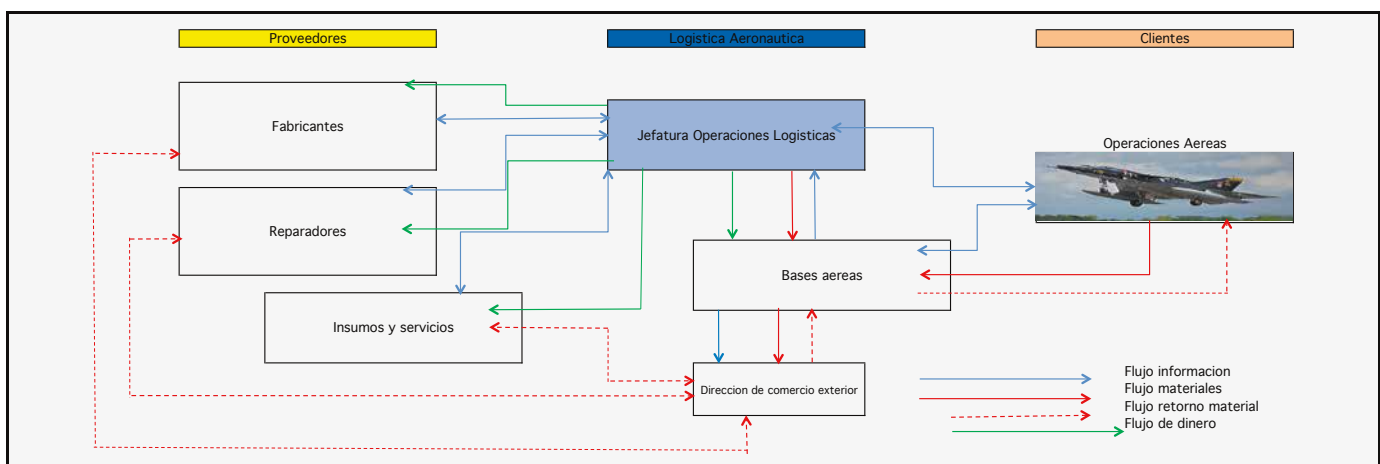 Proveedores
Logistica Aeronautica
Clientes
Fabricantes
Jefatura Operaciones Logisticas
Operaciones Aereas
Reparadores
Bases aereas
Insumos y servicios
Direccion de comercio exterior
Flujo informacion
Flujo materiales
Flujo retorno material
Flujo de dinero